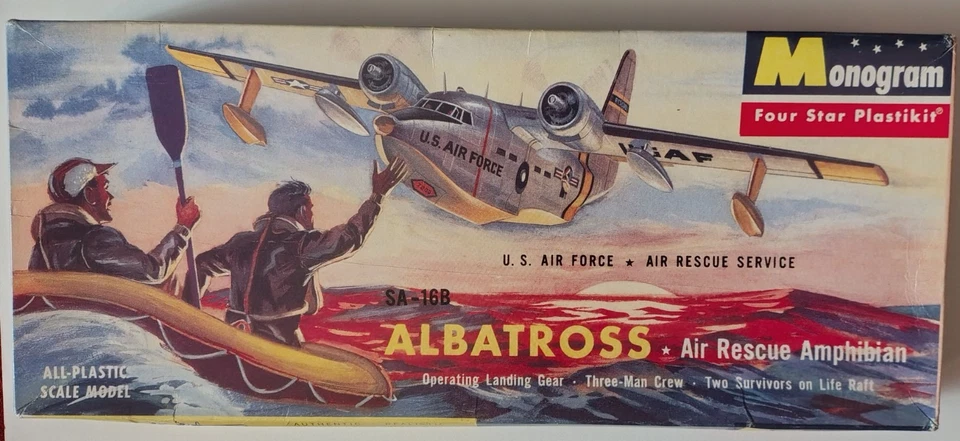 Monogram
Four Star Plastikit®
U.S. AIR FORCE
USAF
U. S. AIR FORCE ★ AIR RESCUE SERVICE
SA-16B
ALBATROSS ★ Air Rescue Amphibian
Operating Landing Gear · Three-Man Crew · Two Survivors on Life Raft
ALL-PLASTIC
SCALE MODEL
AUTHENTIC